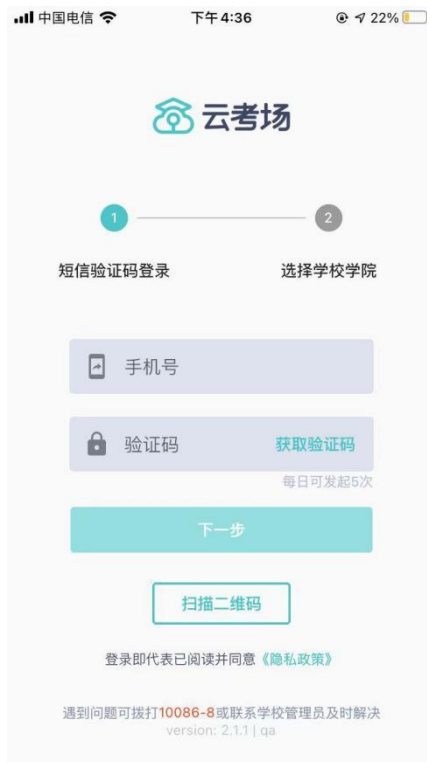 中国电信 下午4:36 22%
云考场
1 2
短信验证码登录 选择学校学院
手机号
验证码 获取验证码
每日可发起5次
下一步
扫描二维码
登录即代表已阅读并同意《隐私政策》
遇到问题可拨打10086-8或联系学校管理员及时解决
version: 2.1.1 | qa